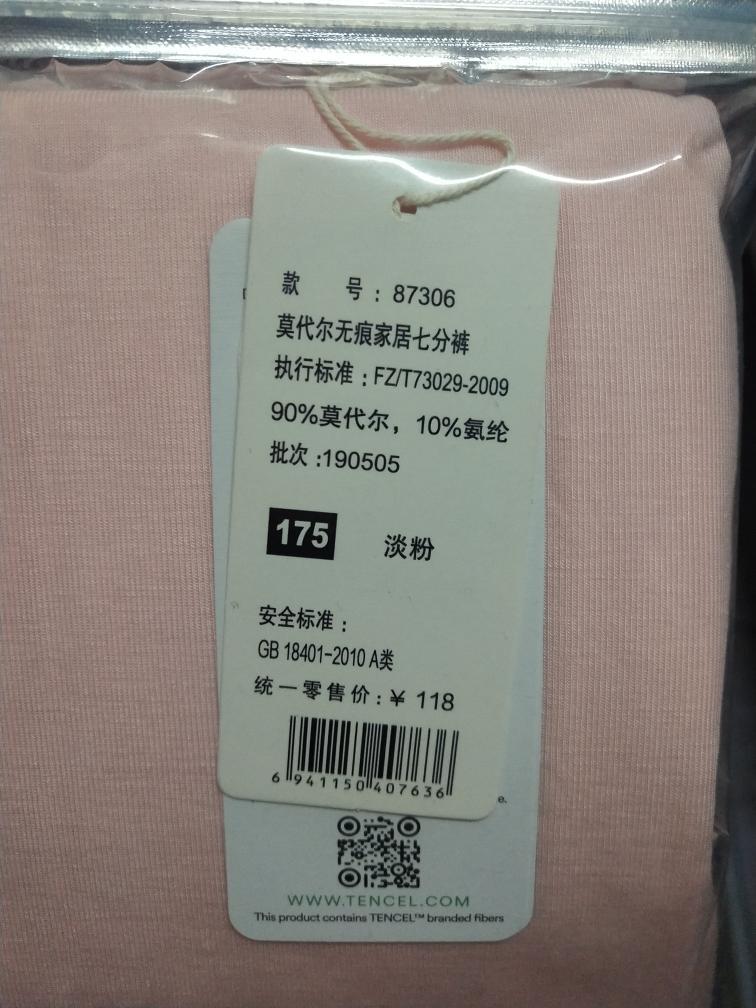 款 号：87306
莫代尔无痕家居七分裤
执行标准：FZ/T73029-2009
90%莫代尔，10%氨纶
批次:190505
175 淡粉
安全标准：
GB 18401-2010 A类
统一零售价：¥ 118
6 941150 407636
e.
WWW.TENCEL.COM
This product contains TENCEL™ branded fibers